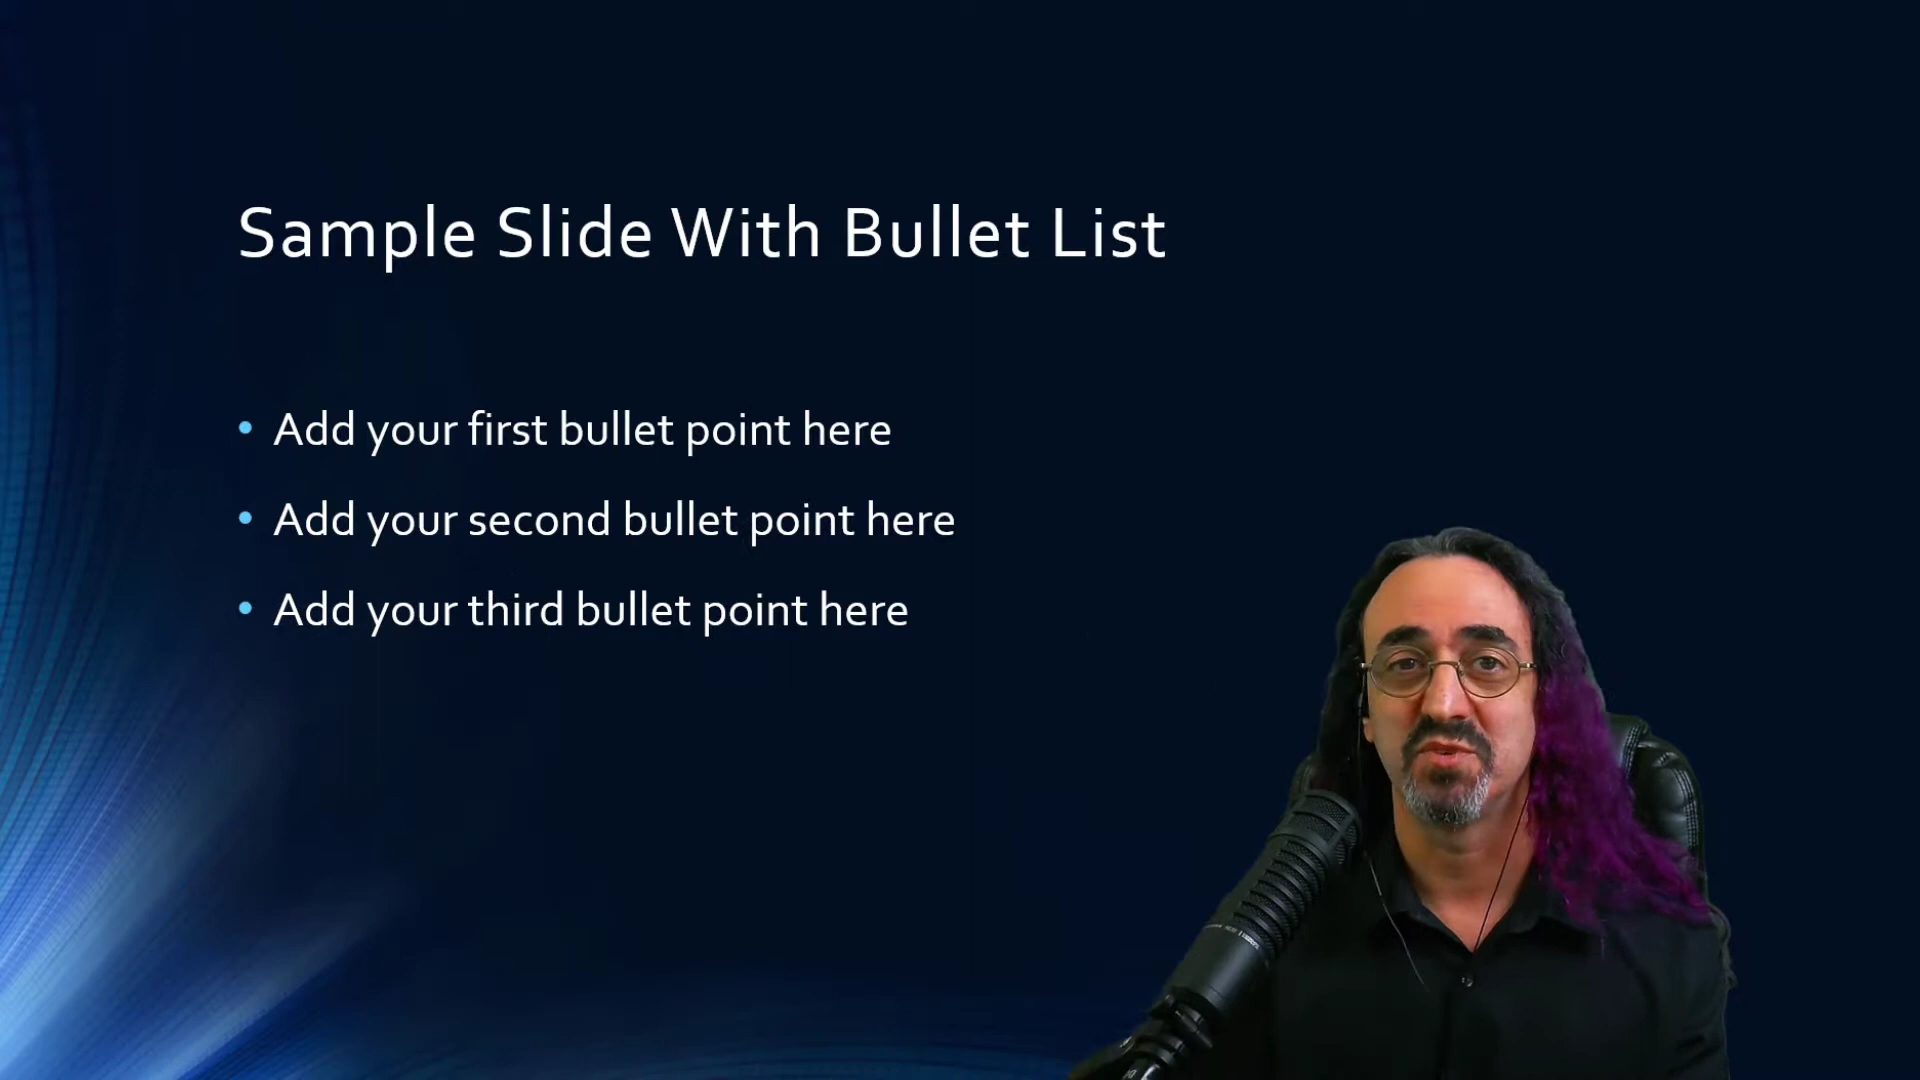 Sample Slide With Bullet List
• Add your first bullet point here
• Add your second bullet point here
• Add your third bullet point here